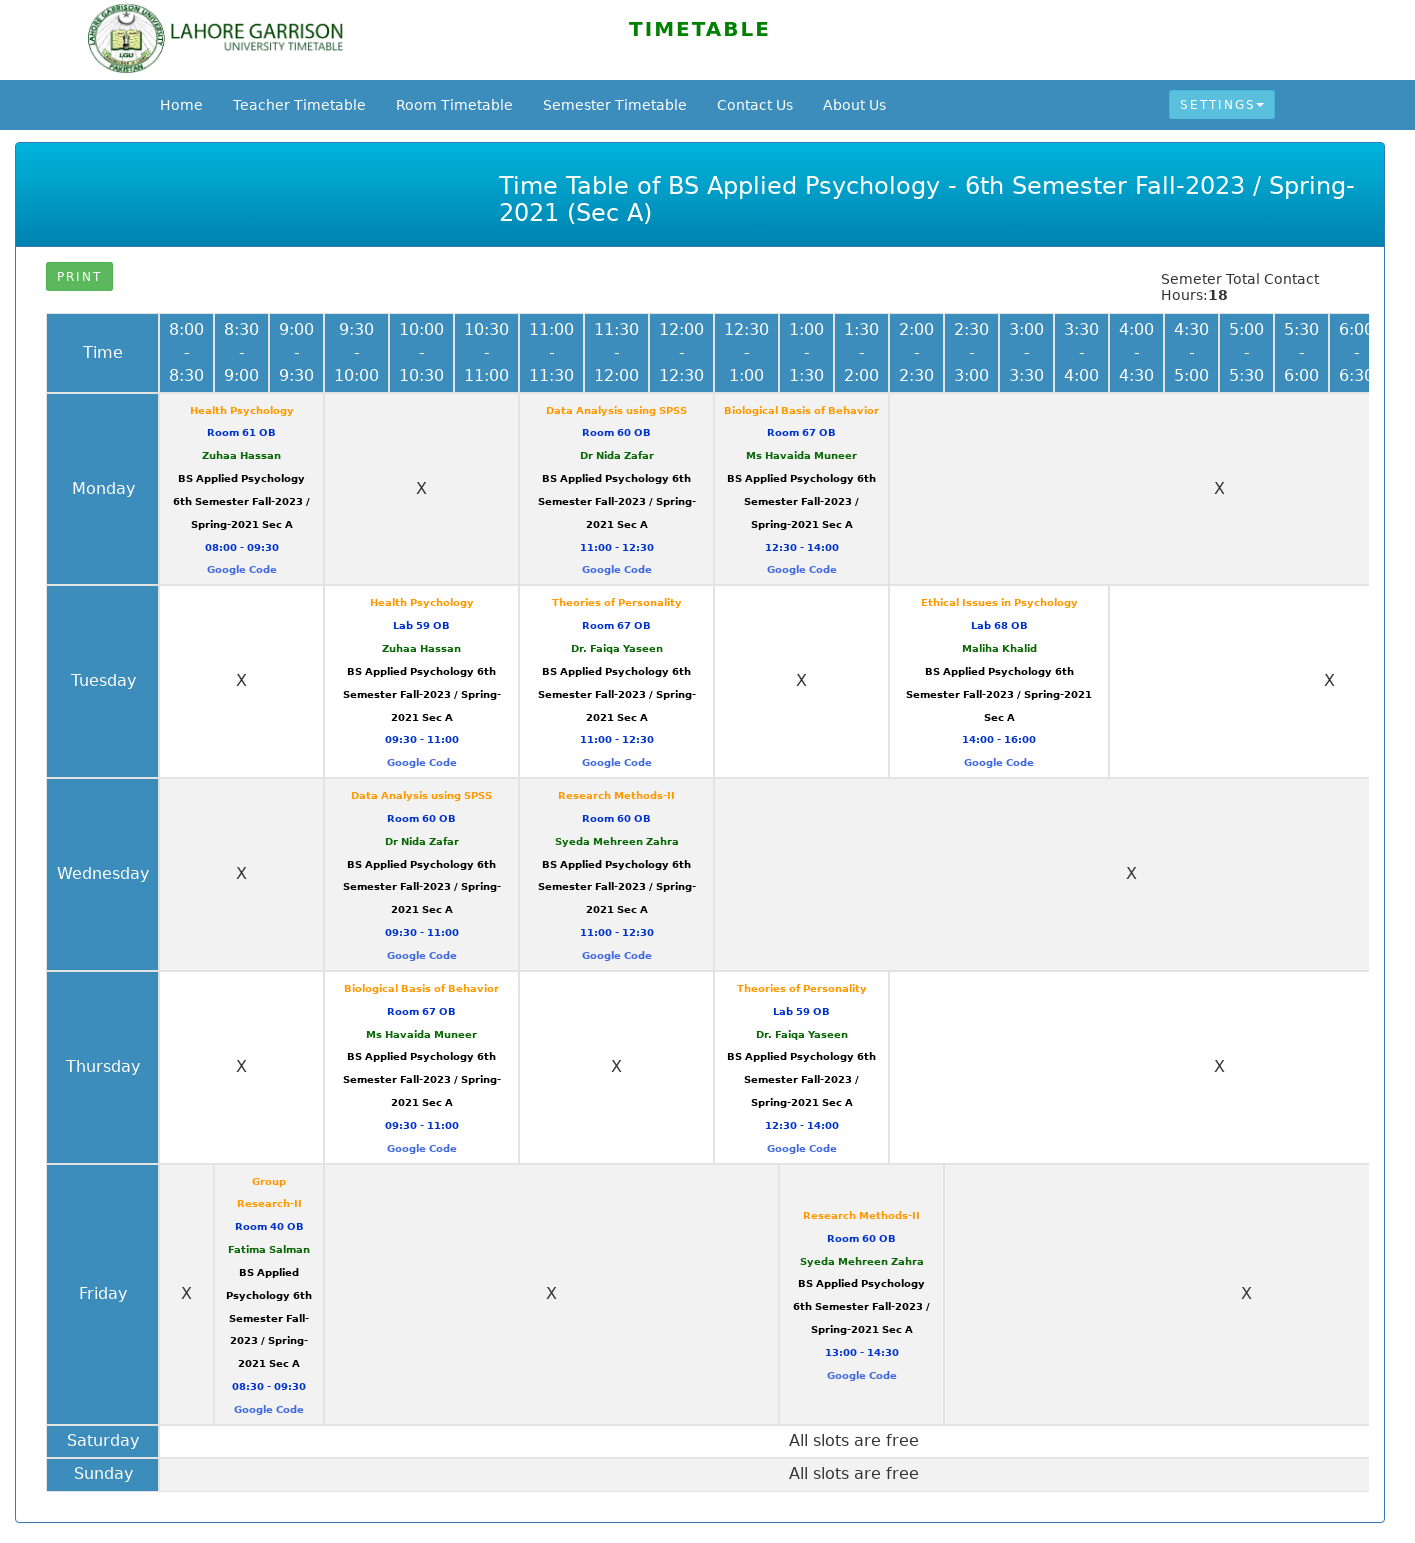 LAHORE GARRISON UNIVERSITY
LGU
PAKISTAN
LAHORE GARRISON
UNIVERSITY TIMETABLE
TIMETABLE
Home Teacher Timetable Room Timetable Semester Timetable Contact Us About Us SETTINGS
Time Table of BS Applied Psychology - 6th Semester Fall-2023 / Spring-
2021 (Sec A)
PRINT
Semeter Total Contact
Hours:18
Time
8:00 - 8:30
8:30 - 9:00
9:00 - 9:30
9:30 - 10:00
10:00 - 10:30
10:30 - 11:00
11:00 - 11:30
11:30 - 12:00
12:00 - 12:30
12:30 - 1:00
1:00 - 1:30
1:30 - 2:00
2:00 - 2:30
2:30 - 3:00
3:00 - 3:30
3:30 - 4:00
4:00 - 4:30
4:30 - 5:00
5:00 - 5:30
5:30 - 6:00
6:00 - 6:30
Monday
Health Psychology
Room 61 OB
Zuhaa Hassan
BS Applied Psychology
6th Semester Fall-2023 /
Spring-2021 Sec A
08:00 - 09:30
Google Code
X
Data Analysis using SPSS
Room 60 OB
Dr Nida Zafar
BS Applied Psychology 6th
Semester Fall-2023 / Spring-
2021 Sec A
11:00 - 12:30
Google Code
Biological Basis of Behavior
Room 67 OB
Ms Havaida Muneer
BS Applied Psychology 6th
Semester Fall-2023 /
Spring-2021 Sec A
12:30 - 14:00
Google Code
X
Tuesday
X
Health Psychology
Lab 59 OB
Zuhaa Hassan
BS Applied Psychology 6th
Semester Fall-2023 / Spring-
2021 Sec A
09:30 - 11:00
Google Code
Theories of Personality
Room 67 OB
Dr. Faiqa Yaseen
BS Applied Psychology 6th
Semester Fall-2023 / Spring-
2021 Sec A
11:00 - 12:30
Google Code
X
Ethical Issues in Psychology
Lab 68 OB
Maliha Khalid
BS Applied Psychology 6th
Semester Fall-2023 / Spring-2021
Sec A
14:00 - 16:00
Google Code
X
Wednesday
X
Data Analysis using SPSS
Room 60 OB
Dr Nida Zafar
BS Applied Psychology 6th
Semester Fall-2023 / Spring-
2021 Sec A
09:30 - 11:00
Google Code
Research Methods-II
Room 60 OB
Syeda Mehreen Zahra
BS Applied Psychology 6th
Semester Fall-2023 / Spring-
2021 Sec A
11:00 - 12:30
Google Code
X
Thursday
X
Biological Basis of Behavior
Room 67 OB
Ms Havaida Muneer
BS Applied Psychology 6th
Semester Fall-2023 / Spring-
2021 Sec A
09:30 - 11:00
Google Code
X
Theories of Personality
Lab 59 OB
Dr. Faiqa Yaseen
BS Applied Psychology 6th
Semester Fall-2023 /
Spring-2021 Sec A
12:30 - 14:00
Google Code
X
Friday
X
Group
Research-II
Room 40 OB
Fatima Salman
BS Applied
Psychology 6th
Semester Fall-
2023 / Spring-
2021 Sec A
08:30 - 09:30
Google Code
X
Research Methods-II
Room 60 OB
Syeda Mehreen Zahra
BS Applied Psychology
6th Semester Fall-2023 /
Spring-2021 Sec A
13:00 - 14:30
Google Code
X
Saturday
All slots are free
Sunday
All slots are free